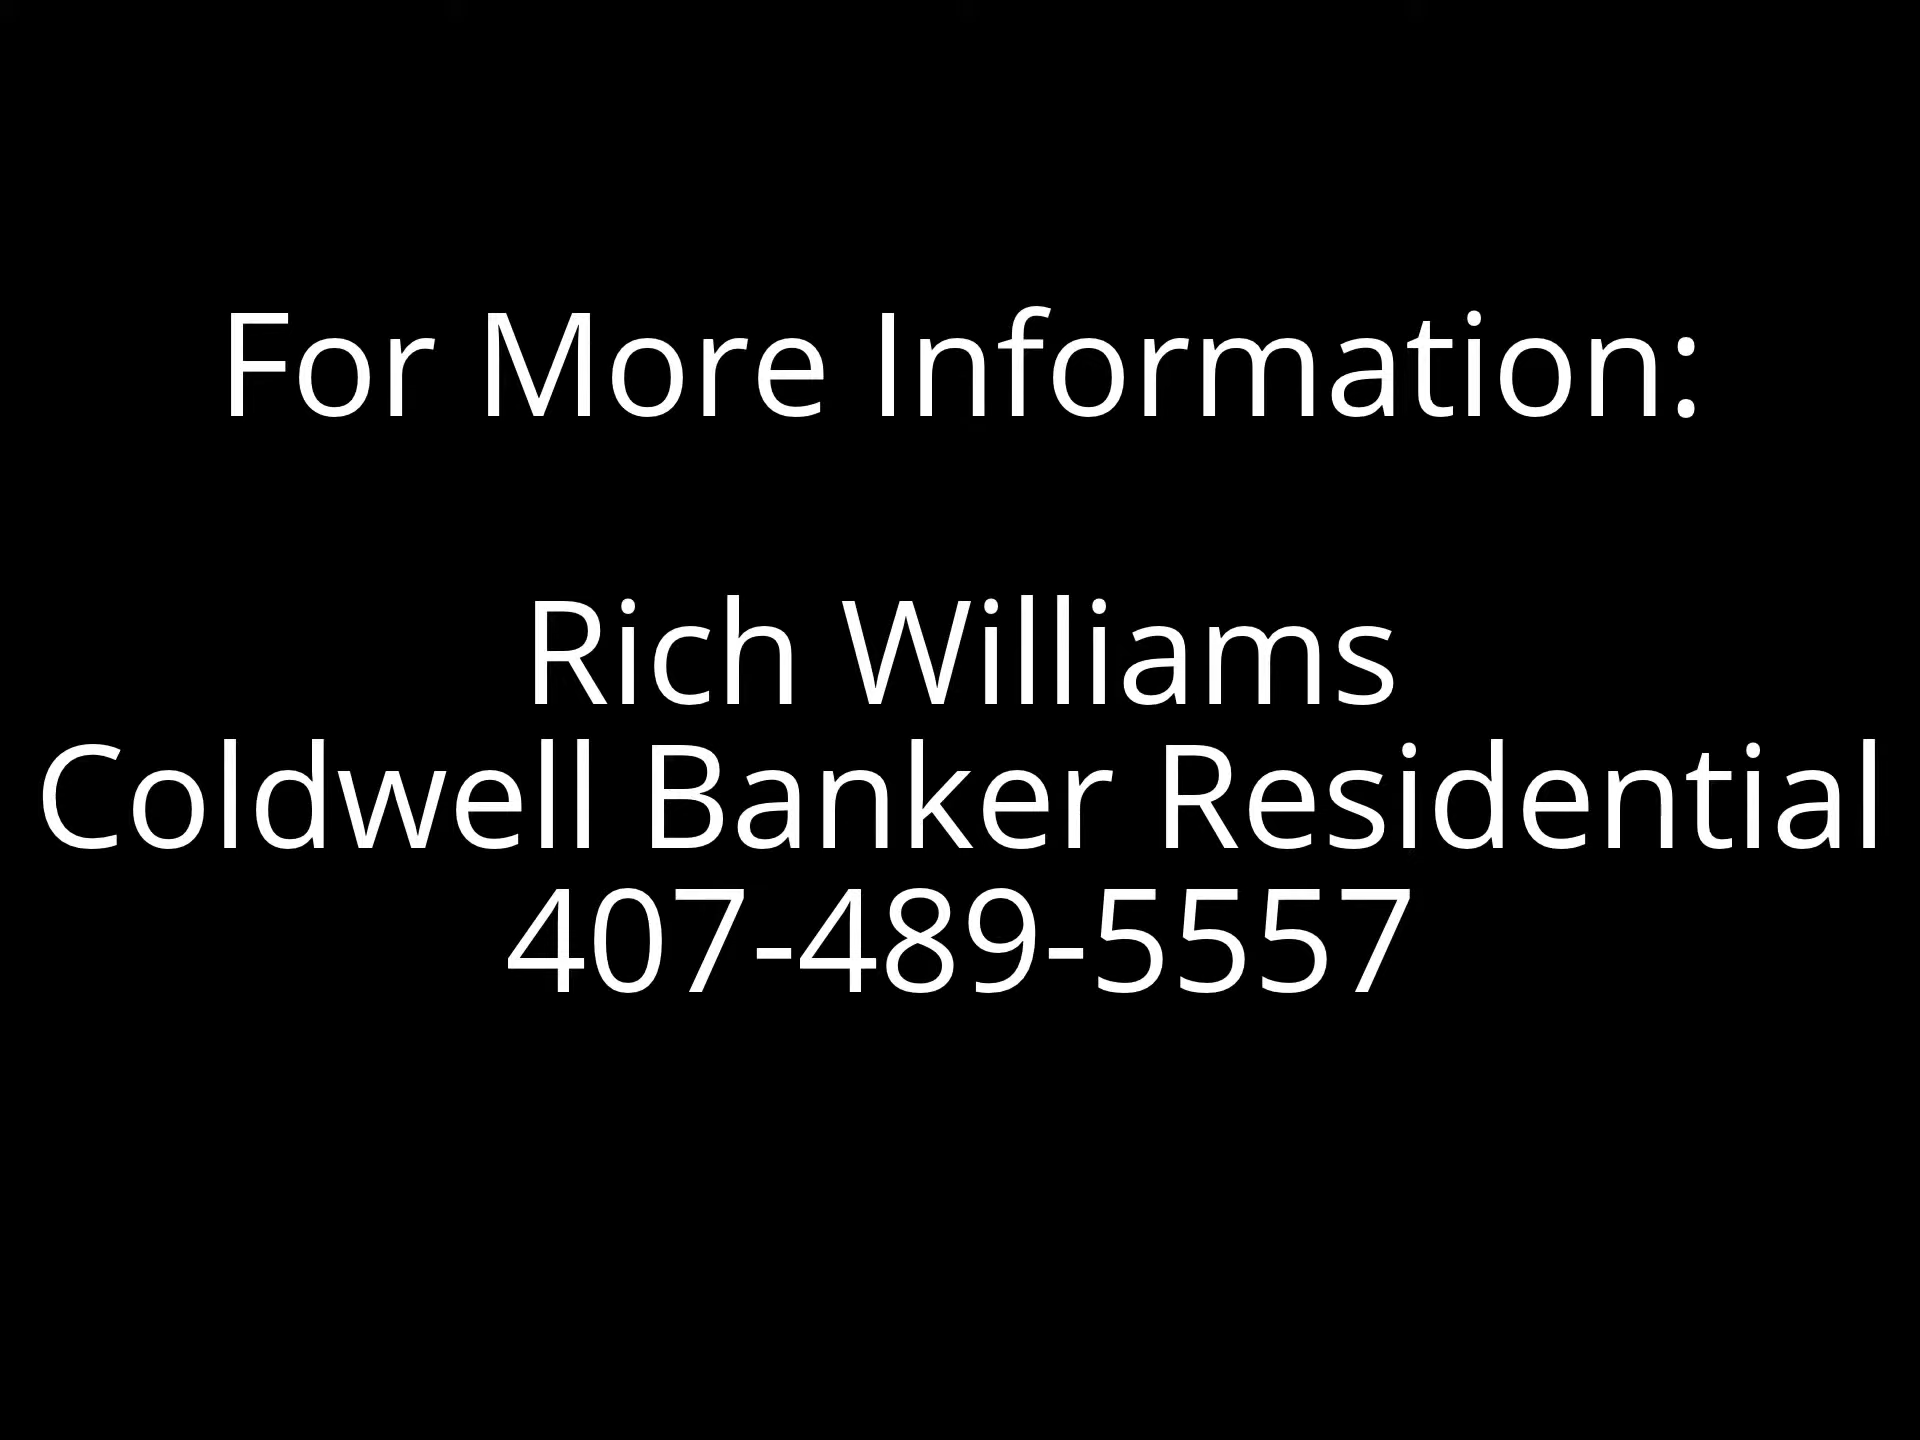 For More Information:
Rich Williams
Coldwell Banker Residential
407-489-5557